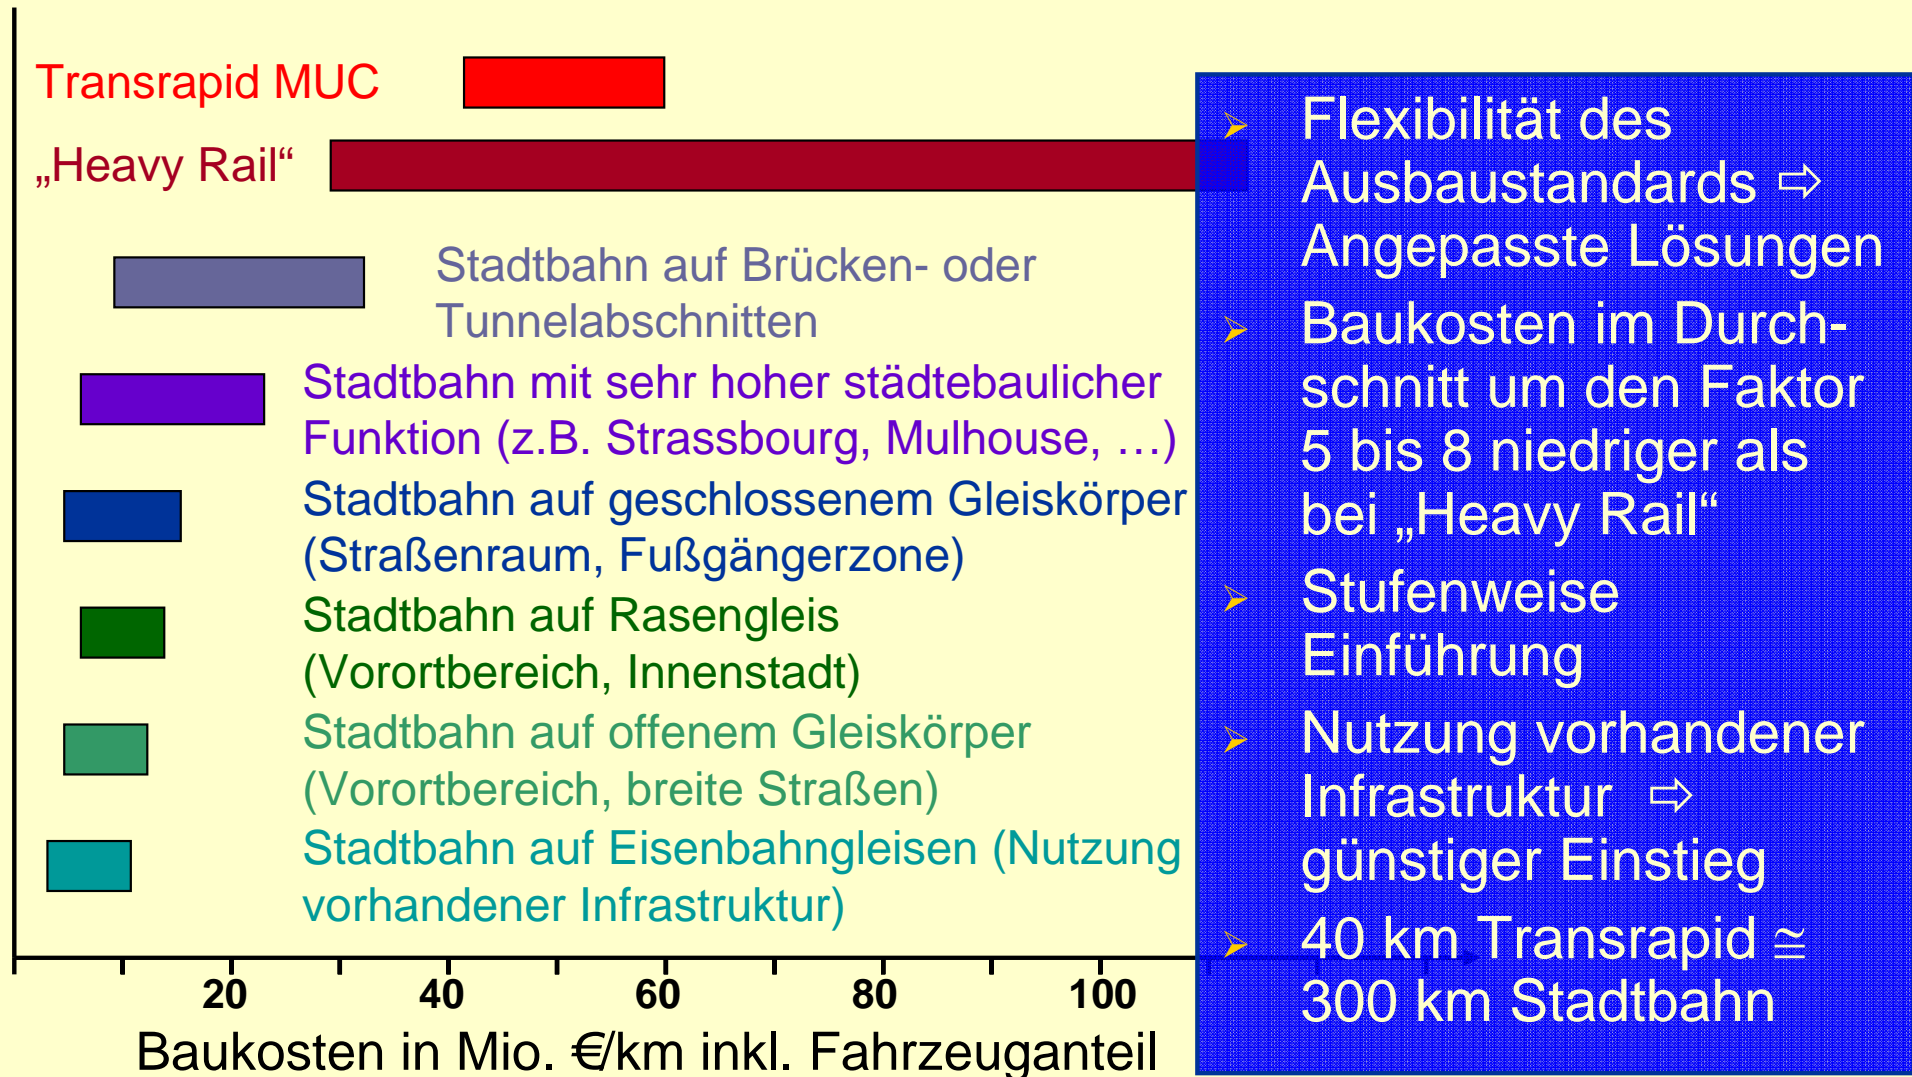 Transrapid MUC
„Heavy Rail“
Stadtbahn auf Brücken- oder
Tunnelabschnitten
Stadtbahn mit sehr hoher städtebaulicher
Funktion (z.B. Strassbourg, Mulhouse, …)
Stadtbahn auf geschlossenem Gleiskörper
(Straßenraum, Fußgängerzone)
Stadtbahn auf Rasengleis
(Vorortbereich, Innenstadt)
Stadtbahn auf offenem Gleiskörper
(Vorortbereich, breite Straßen)
Stadtbahn auf Eisenbahngleisen (Nutzung
vorhandener Infrastruktur)
20 40 60 80 100
Baukosten in Mio. €/km inkl. Fahrzeuganteil
➢ Flexibilität des
Ausbaustandards ⇨
Angepasste Lösungen
➢ Baukosten im Durch-
schnitt um den Faktor
5 bis 8 niedriger als
bei „Heavy Rail“
➢ Stufenweise
Einführung
➢ Nutzung vorhandener
Infrastruktur ⇨
günstiger Einstieg
➢ 40 km Transrapid ≅
300 km Stadtbahn